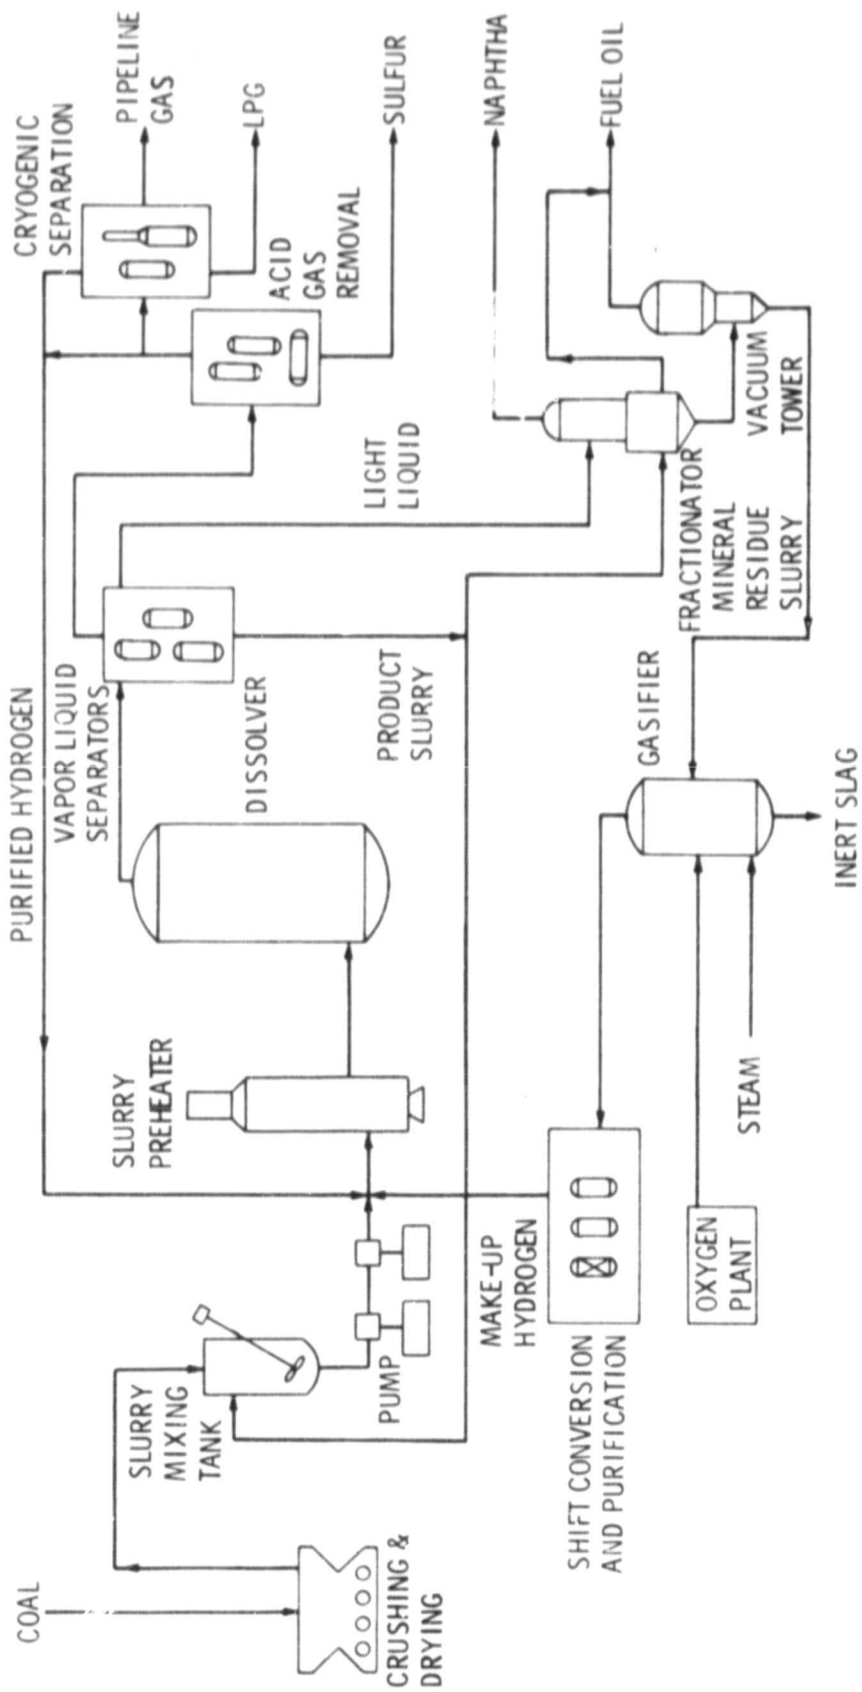 COAL
CRUSHING &
DRYING
SLURRY
MIXING
TANK
PUMP
SLURRY
PREHEATER
PURIFIED HYDROGEN
VAPOR LIQUID
SEPARATORS
DISSOLVER
PRODUCT
SLURRY
LIGHT
LIQUID
CRYOGENIC
SEPARATION
ACID
GAS
REMOVAL
PIPELINE
GAS
LPG
SULFUR
NAPHTHA
FUEL OIL
VACUUM
TOWER
FRACTIONATOR
MINERAL
RESIDUE
SLURRY
GASIFIER
INERT SLAG
STEAM
OXYGEN
PLANT
MAKE-UP
HYDROGEN
SHIFT CONVERSION
AND PURIFICATION